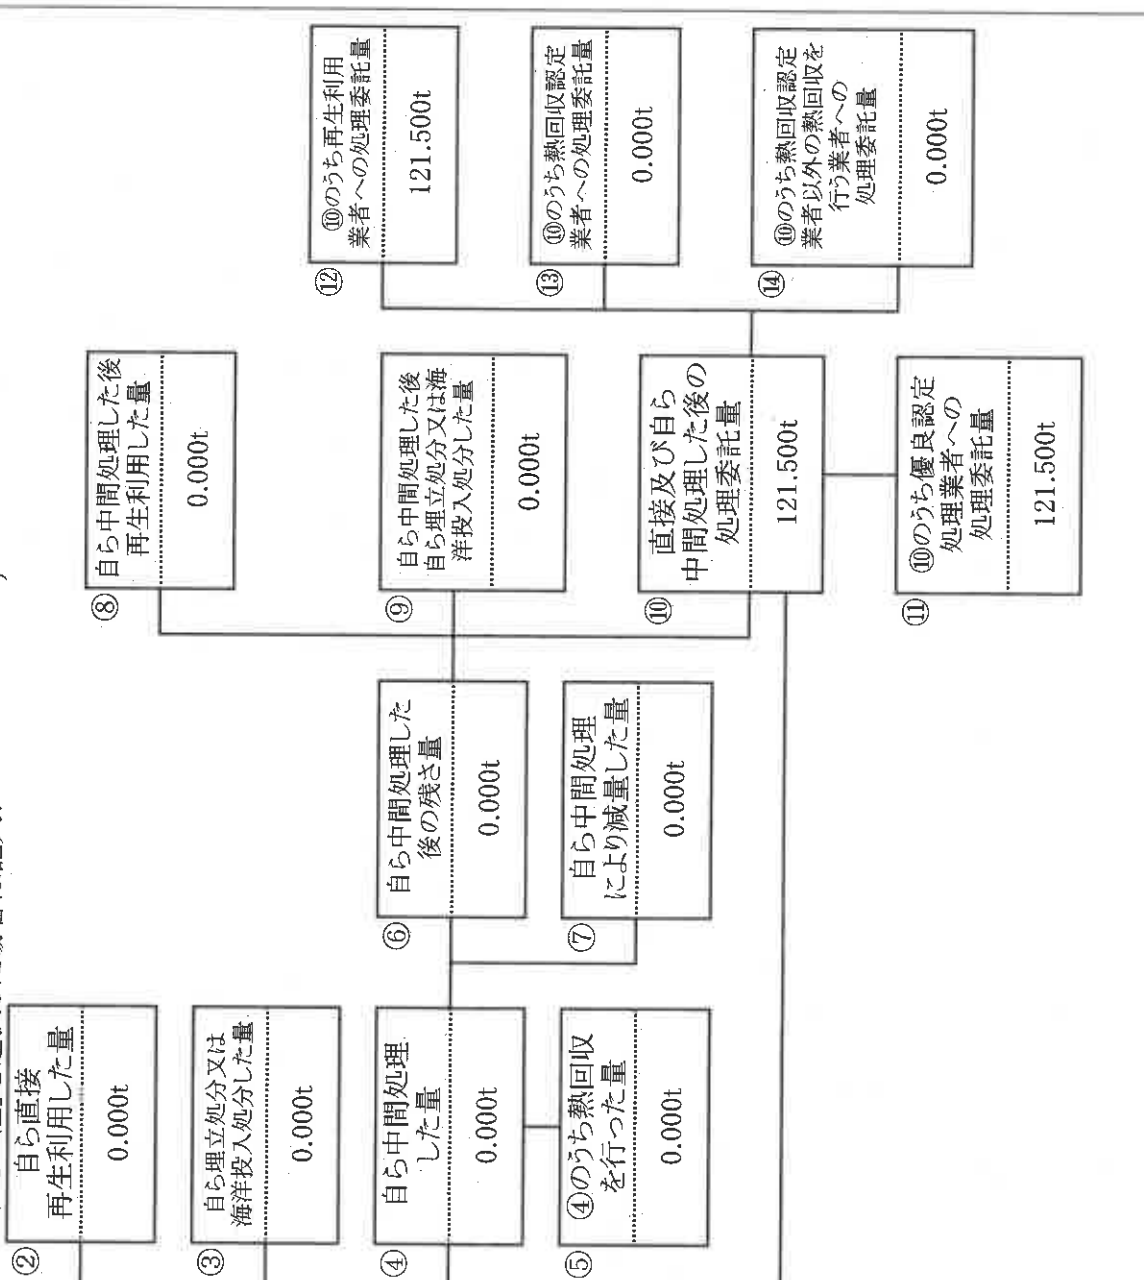 ②
自ら直接
再生利用した量
0.000t
③
自ら埋立処分又は
海洋投入処分した量
0.000t
④
自ら中間処理
した量
0.000t
⑤
④のうち熱回収
を行った量
0.000t
⑥
自ら中間処理した
後の残さ量
0.000t
⑦
自ら中間処理
により減量した量
0.000t
⑧
自ら中間処理した後
再生利用した量
0.000t
⑨
自ら中間処理した後
自ら埋立処分又は海
洋投入処分した量
0.000t
⑩
直接及び自ら
中間処理した後の
処理委託量
121.500t
⑪
⑩のうち優良認定
処理業者への
処理委託量
121.500t
⑫
⑩のうち再生利用
業者への処理委託量
121.500t
⑬
⑩のうち熱回収認定
業者への処理委託量
0.000t
⑭
⑩のうち熱回収認定
業者以外の熱回収を
行う業者への
処理委託量
0.000t